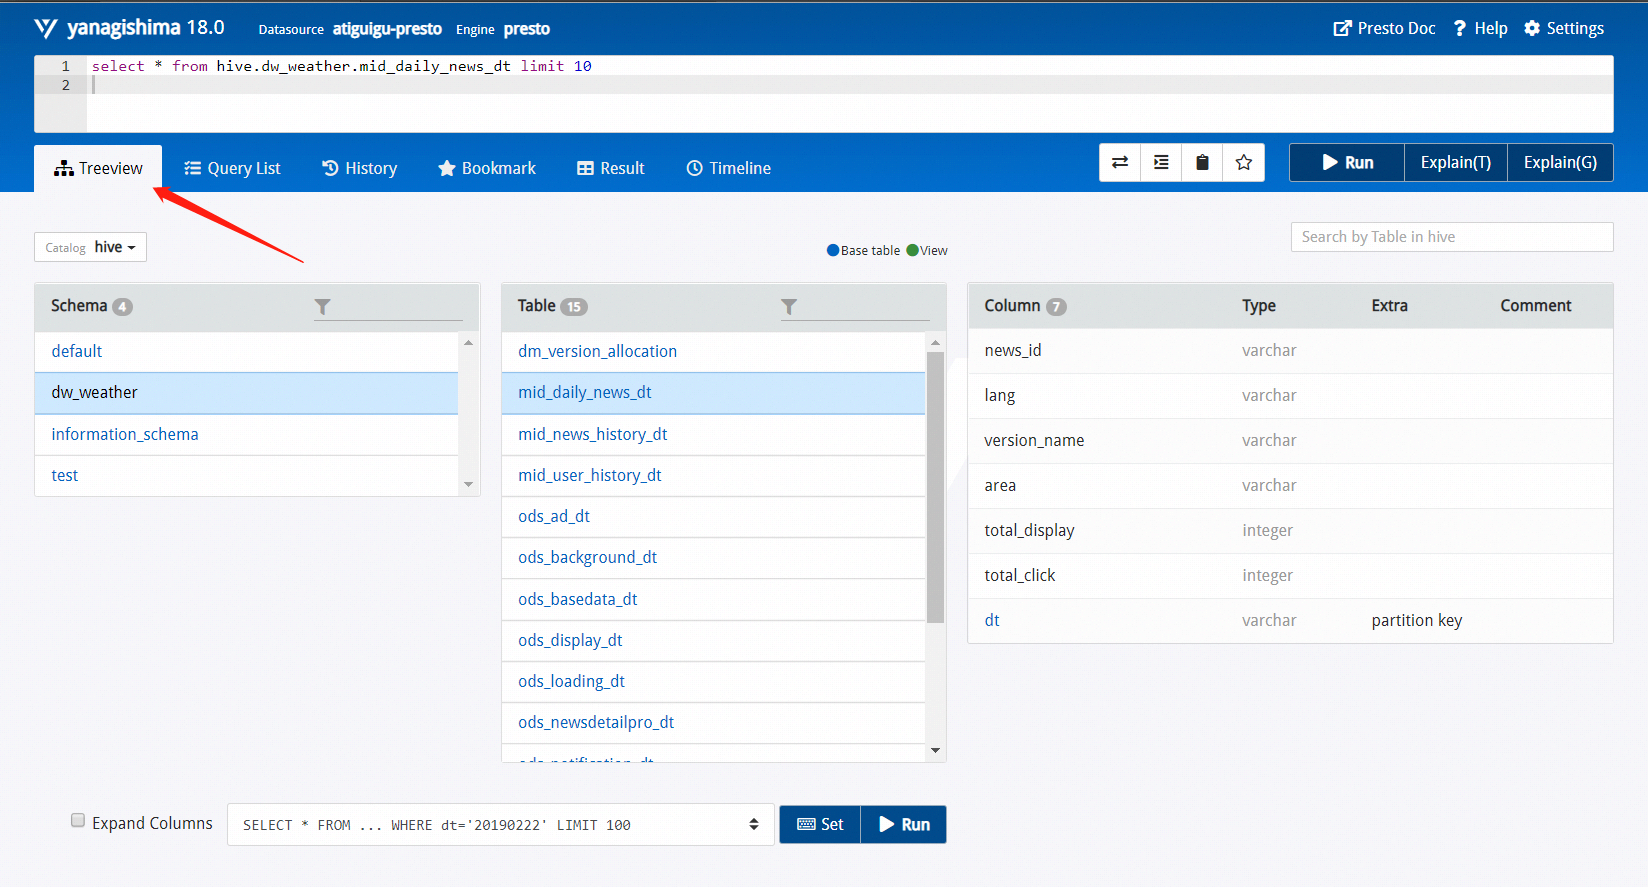 yanagishima 18.0 Datasource atiguigu-presto Engine presto Presto Doc Help Settings
1 select * from hive.dw_weather.mid_daily_news_dt limit 10
2
Treeview Query List History Bookmark Result Timeline Run Explain(T) Explain(G)
Catalog hive Base table View Search by Table in hive
Schema 4
default
dw_weather
information_schema
test
Table 15
dm_version_allocation
mid_daily_news_dt
mid_news_history_dt
mid_user_history_dt
ods_ad_dt
ods_background_dt
ods_basedata_dt
ods_display_dt
ods_loading_dt
ods_newsdetailpro_dt
ods_notification_dt
Column 7 Type Extra Comment
news_id varchar
lang varchar
version_name varchar
area varchar
total_display integer
total_click integer
dt varchar partition key
Expand Columns SELECT * FROM ... WHERE dt='20190222' LIMIT 100 Set Run